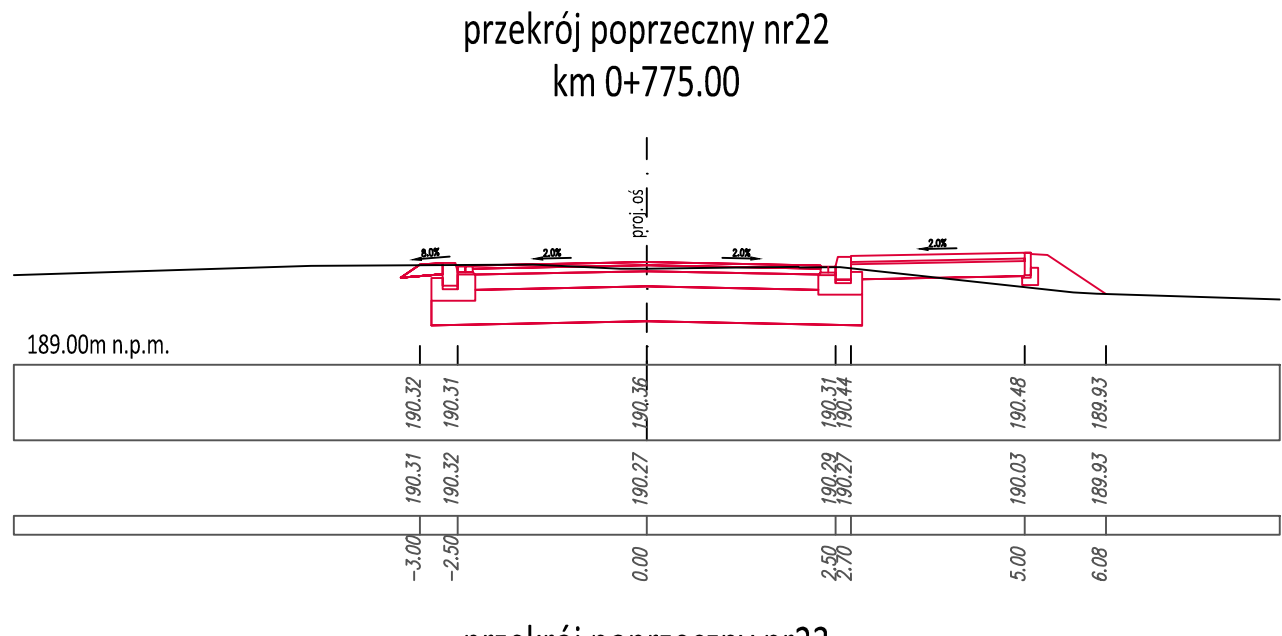 przekrój poprzeczny nr22
km 0+775.00
proj. oś
8.0% 2.0% 2.0% 2.0%
189.00m n.p.m.
190.32 190.31 190.36 190.31 190.44 190.48 189.93
190.31 190.32 190.27 190.29 190.27 190.03 189.93
-3.00 -2.50 0.00 2.50 2.70 5.00 6.08
przekrój poprzeczny nr23